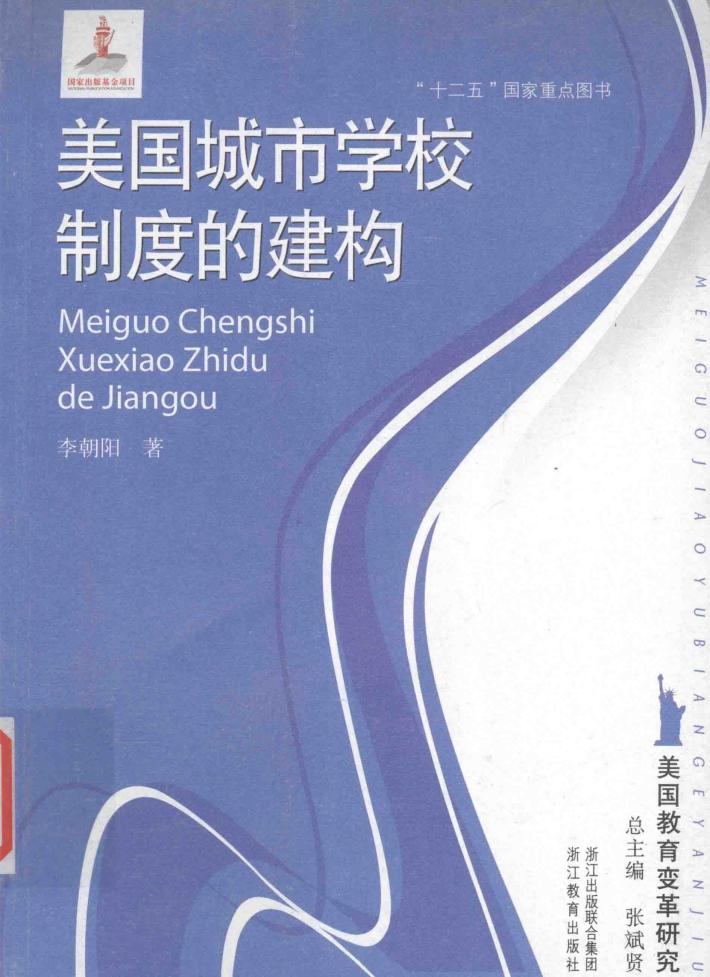 国家出版基金项目
NATIONAL PUBLICATION FOUNDATION
“十二五”国家重点图书
美国城市学校
制度的建构
Meiguo Chengshi
Xuexiao Zhidu
de Jiangou
李朝阳 著
MEIGUOJIAOYUBIANGEYANJIU
美国教育变革研究
总主编 张斌贤
浙江出版联合集团
浙江教育出版社